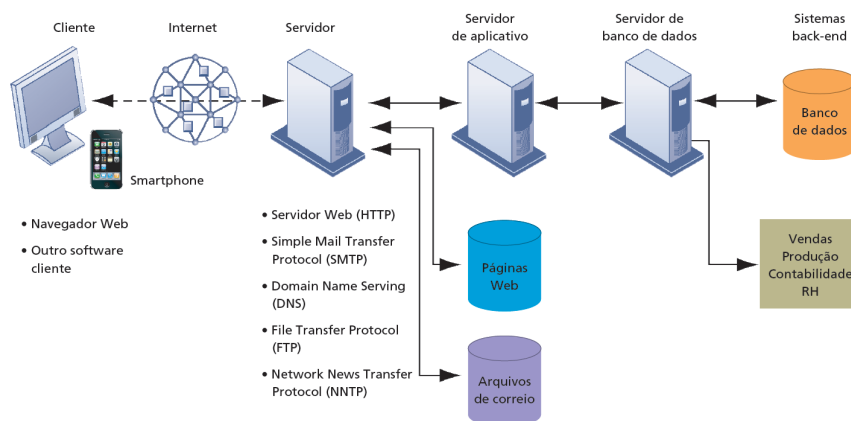 Cliente
Internet
Servidor
Servidor
de aplicativo
Servidor de
banco de dados
Sistemas
back-end
Banco
de dados
Smartphone
• Navegador Web
• Outro software
cliente
• Servidor Web (HTTP)
• Simple Mail Transfer
Protocol (SMTP)
• Domain Name Serving
(DNS)
• File Transfer Protocol
(FTP)
• Network News Transfer
Protocol (NNTP)
Páginas
Web
Arquivos
de correio
Vendas
Produção
Contabilidade
RH